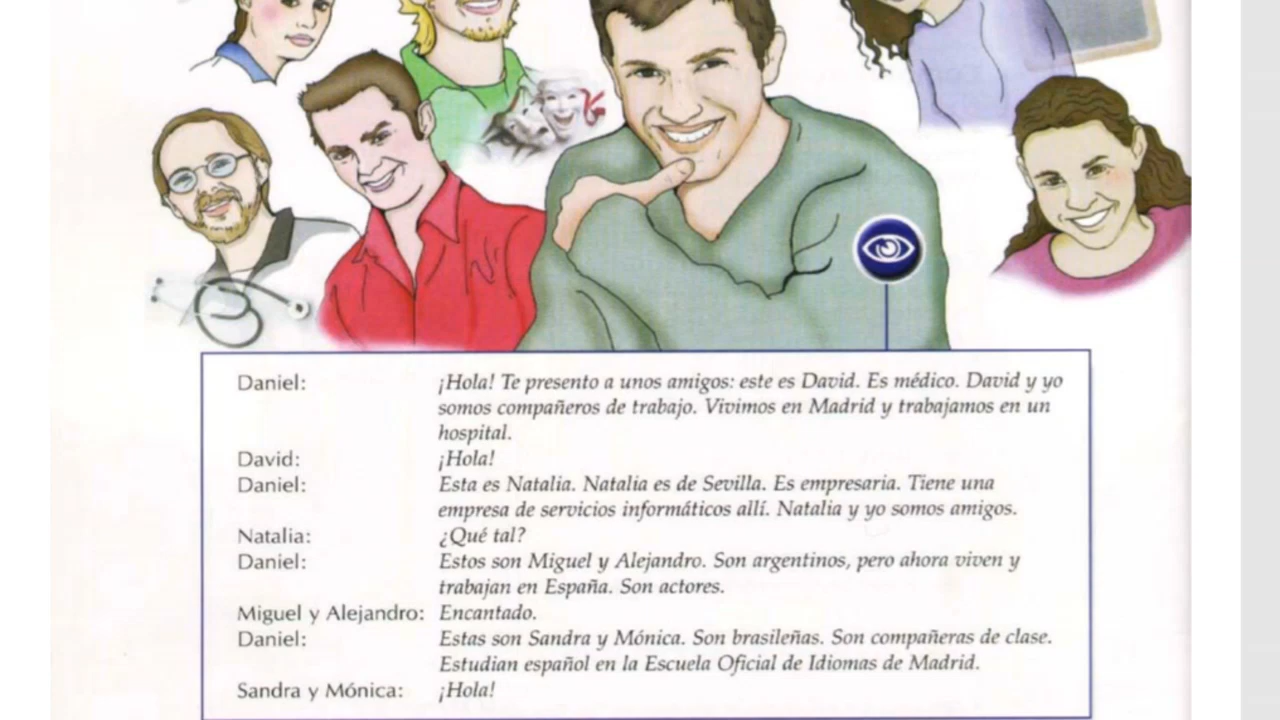 Daniel: ¡Hola! Te presento a unos amigos: este es David. Es médico. David y yo
somos compañeros de trabajo. Vivimos en Madrid y trabajamos en un
hospital.
David: ¡Hola!
Daniel: Esta es Natalia. Natalia es de Sevilla. Es empresaria. Tiene una
empresa de servicios informáticos allí. Natalia y yo somos amigos.
Natalia: ¿Qué tal?
Daniel: Estos son Miguel y Alejandro. Son argentinos, pero ahora viven y
trabajan en España. Son actores.
Miguel y Alejandro: Encantado.
Daniel: Estas son Sandra y Mónica. Son brasileñas. Son compañeras de clase.
Estudian español en la Escuela Oficial de Idiomas de Madrid.
Sandra y Mónica: ¡Hola!